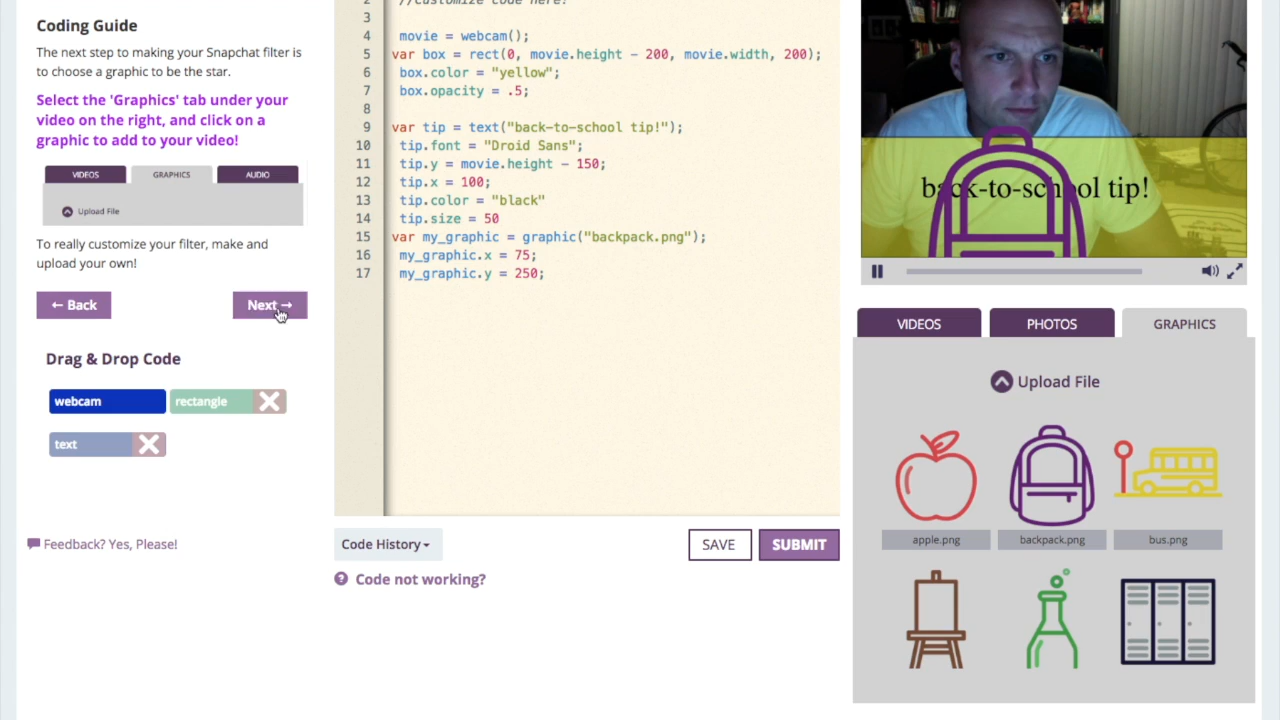 Coding Guide
The next step to making your Snapchat filter is
to choose a graphic to be the star.
Select the 'Graphics' tab under your
video on the right, and click on a
graphic to add to your video!
VIDEOS GRAPHICS AUDIO
Upload File
To really customize your filter, make and
upload your own!
← Back
Next →
Drag & Drop Code
webcam
rectangle
text
Feedback? Yes, Please!
2 //customize code here!
3
4 movie = webcam();
5 var box = rect(0, movie.height - 200, movie.width, 200);
6 box.color = "yellow";
7 box.opacity = .5;
8
9 var tip = text("back-to-school tip!");
10 tip.font = "Droid Sans";
11 tip.y = movie.height - 150;
12 tip.x = 100;
13 tip.color = "black"
14 tip.size = 50
15 var my_graphic = graphic("backpack.png");
16 my_graphic.x = 75;
17 my_graphic.y = 250;
Code History
SAVE
SUBMIT
? Code not working?
back-to-school tip!
VIDEOS PHOTOS GRAPHICS
Upload File
apple.png backpack.png bus.png